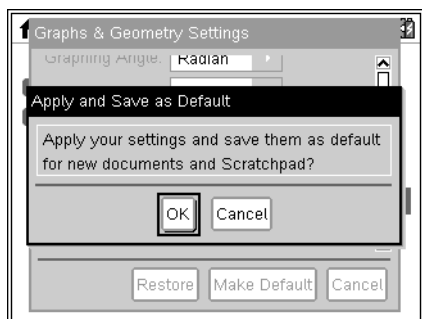 Graphs & Geometry Settings
Graphing Angle: Radian
Apply and Save as Default
Apply your settings and save them as default
for new documents and Scratchpad?
OK Cancel
Restore Make Default Cancel